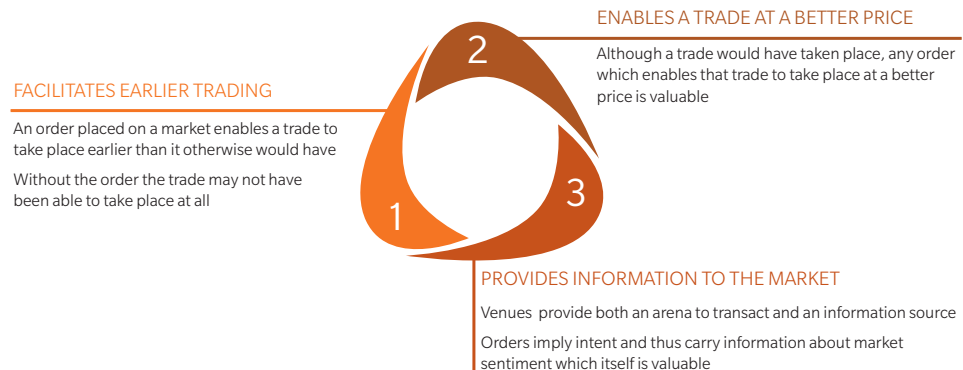 FACILITATES EARLIER TRADING
An order placed on a market enables a trade to
take place earlier than it otherwise would have
Without the order the trade may not have
been able to take place at all
1
2
ENABLES A TRADE AT A BETTER PRICE
Although a trade would have taken place, any order
which enables that trade to take place at a better
price is valuable
3
PROVIDES INFORMATION TO THE MARKET
Venues provide both an arena to transact and an information source
Orders imply intent and thus carry information about market
sentiment which itself is valuable